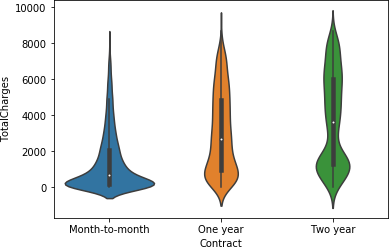 10000
8000
6000
4000
2000
0
TotalCharges
Month-to-month
One year
Two year
Contract